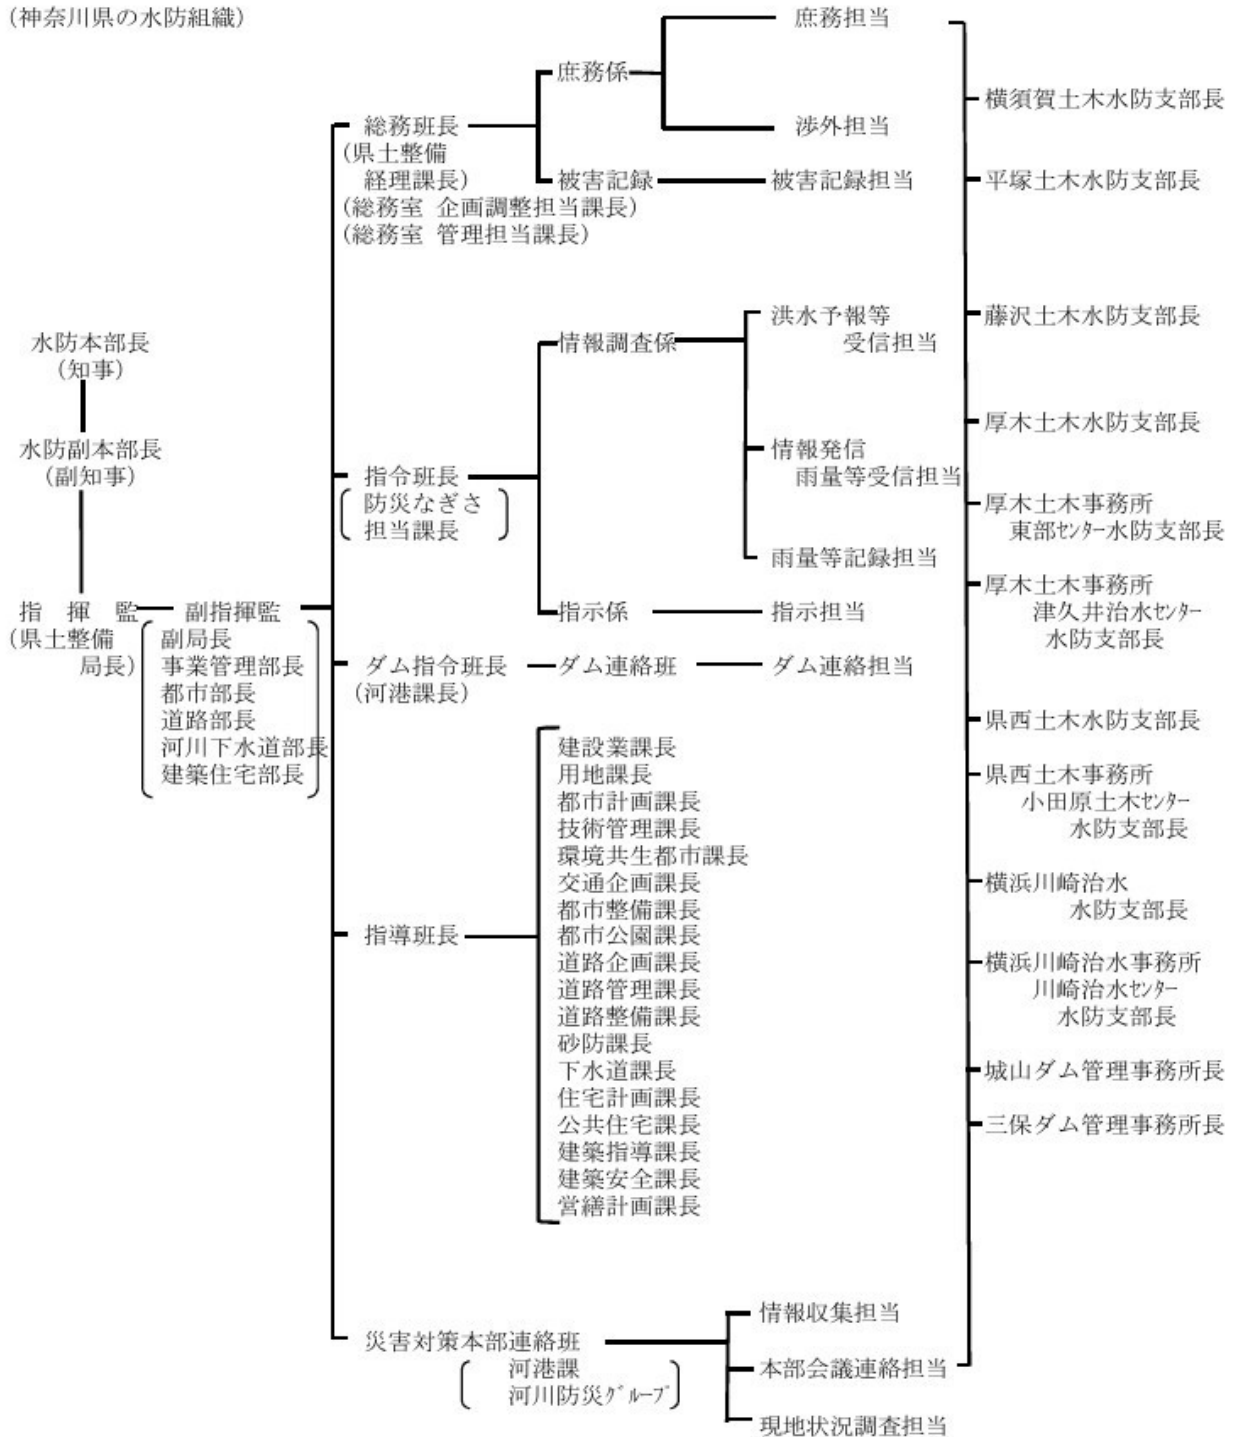 (神奈川県の水防組織)
水防本部長
(知事)
水防副本部長
(副知事)
指 揮 監
(県土整備
局長)
副指揮監
副局長
事業管理部長
都市部長
道路部長
河川下水道部長
建築住宅部長
総務班長
(県土整備
経理課長)
(総務室 企画調整担当課長)
(総務室 管理担当課長)
庶務係
庶務担当
渉外担当
被害記録
被害記録担当
指令班長
防災なぎさ
担当課長
情報調査係
洪水予報等
受信担当
情報発信
雨量等受信担当
雨量等記録担当
指示係
指示担当
ダム指令班長
(河港課長)
ダム連絡班
ダム連絡担当
指導班長
建設業課長
用地課長
都市計画課長
技術管理課長
環境共生都市課長
交通企画課長
都市整備課長
都市公園課長
道路企画課長
道路管理課長
道路整備課長
砂防課長
下水道課長
住宅計画課長
公共住宅課長
建築指導課長
建築安全課長
営繕計画課長
災害対策本部連絡班
河港課
河川防災グループ
情報収集担当
本部会議連絡担当
現地状況調査担当
横須賀土木水防支部長
平塚土木水防支部長
藤沢土木水防支部長
厚木土木水防支部長
厚木土木事務所
東部センター水防支部長
厚木土木事務所
津久井治水センター
水防支部長
県西土木水防支部長
県西土木事務所
小田原土木センター
水防支部長
横浜川崎治水
水防支部長
横浜川崎治水事務所
川崎治水センター
水防支部長
城山ダム管理事務所長
三保ダム管理事務所長